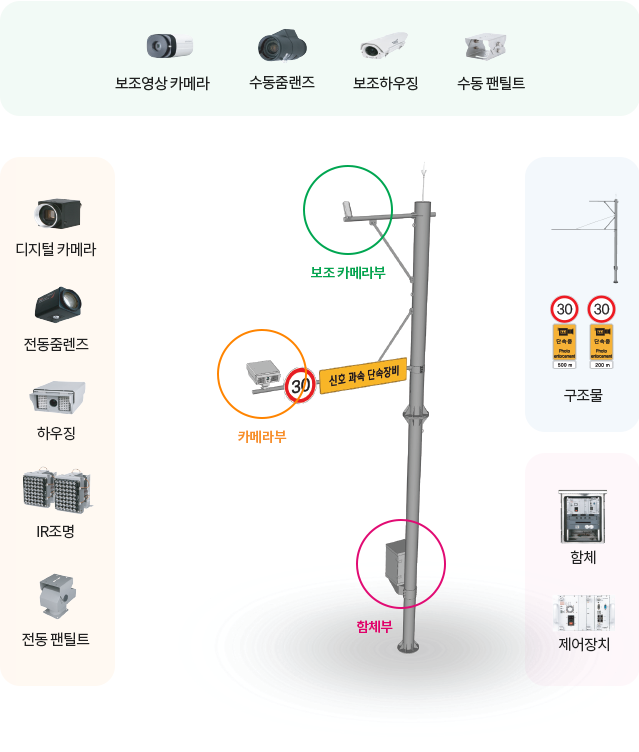 보조영상 카메라
수동줌랜즈
보조하우징
수동 팬틸트
디지털 카메라
전동줌렌즈
하우징
IR조명
전동 팬틸트
보조 카메라부
카메라부
30
신호 과속 단속장비
함체부
30
30
단속중
단속중
Photo
enforcement
Photo
enforcement
500 m
200 m
구조물
함체
제어장치